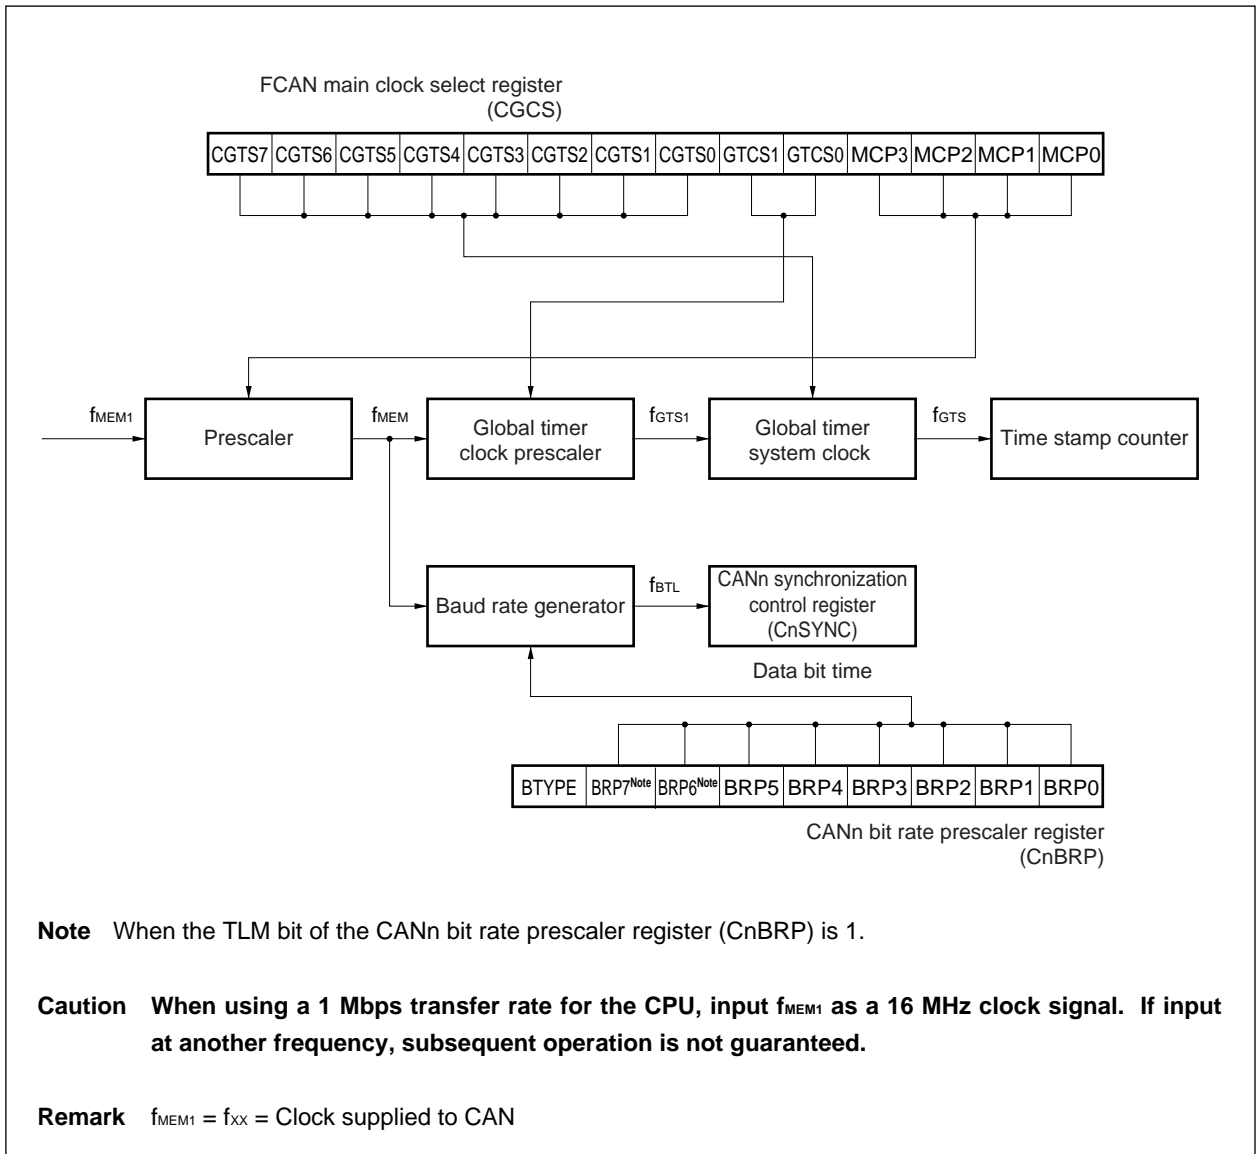 FCAN main clock select register
(CGCS)
CGTS7 CGTS6 CGTS5 CGTS4 CGTS3 CGTS2 CGTS1 CGTS0 GTCS1 GTCS0 MCP3 MCP2 MCP1 MCP0
fMEM1
Prescaler
fMEM
Global timer
clock prescaler
fGTS1
Global timer
system clock
fGTS
Time stamp counter
Baud rate generator
fBTL
CANn synchronization
control register
(CnSYNC)
Data bit time
BTYPE BRP7Note BRP6Note BRP5 BRP4 BRP3 BRP2 BRP1 BRP0
CANn bit rate prescaler register
(CnBRP)
Note When the TLM bit of the CANn bit rate prescaler register (CnBRP) is 1.
Caution When using a 1 Mbps transfer rate for the CPU, input fMEM1 as a 16 MHz clock signal. If input
at another frequency, subsequent operation is not guaranteed.
Remark fMEM1 = fXX = Clock supplied to CAN